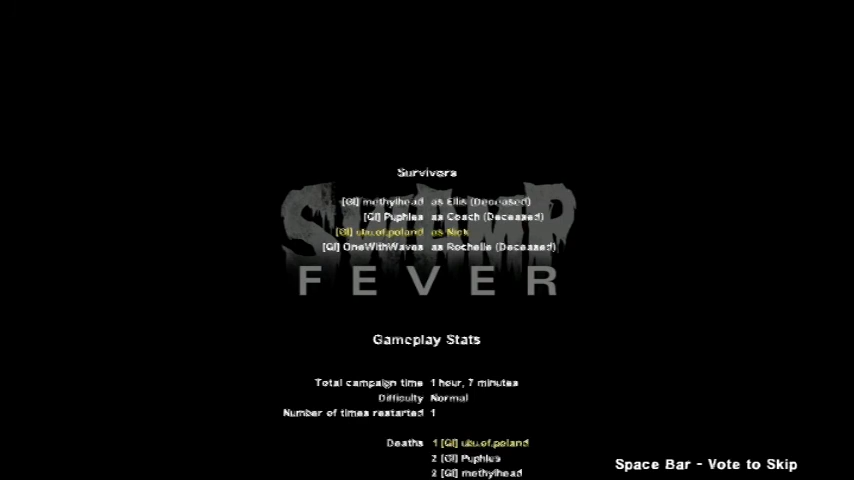 Survivors
[GI] methylhead as Ellis (Deceased)
[GI] Puphles as Coach (Deceased)
[GI] ubu.of.poland as Nick
[GI] OneWithWaves as Rochelle (Deceased)
SWAMP
FEVER
Gameplay Stats
Total campaign time 1 hour, 7 minutes
Difficulty Normal
Number of times restarted 1
Deaths 1 [GI] ubu.of.poland
2 [GI] Puphles
2 [GI] methylhead
Space Bar - Vote to Skip